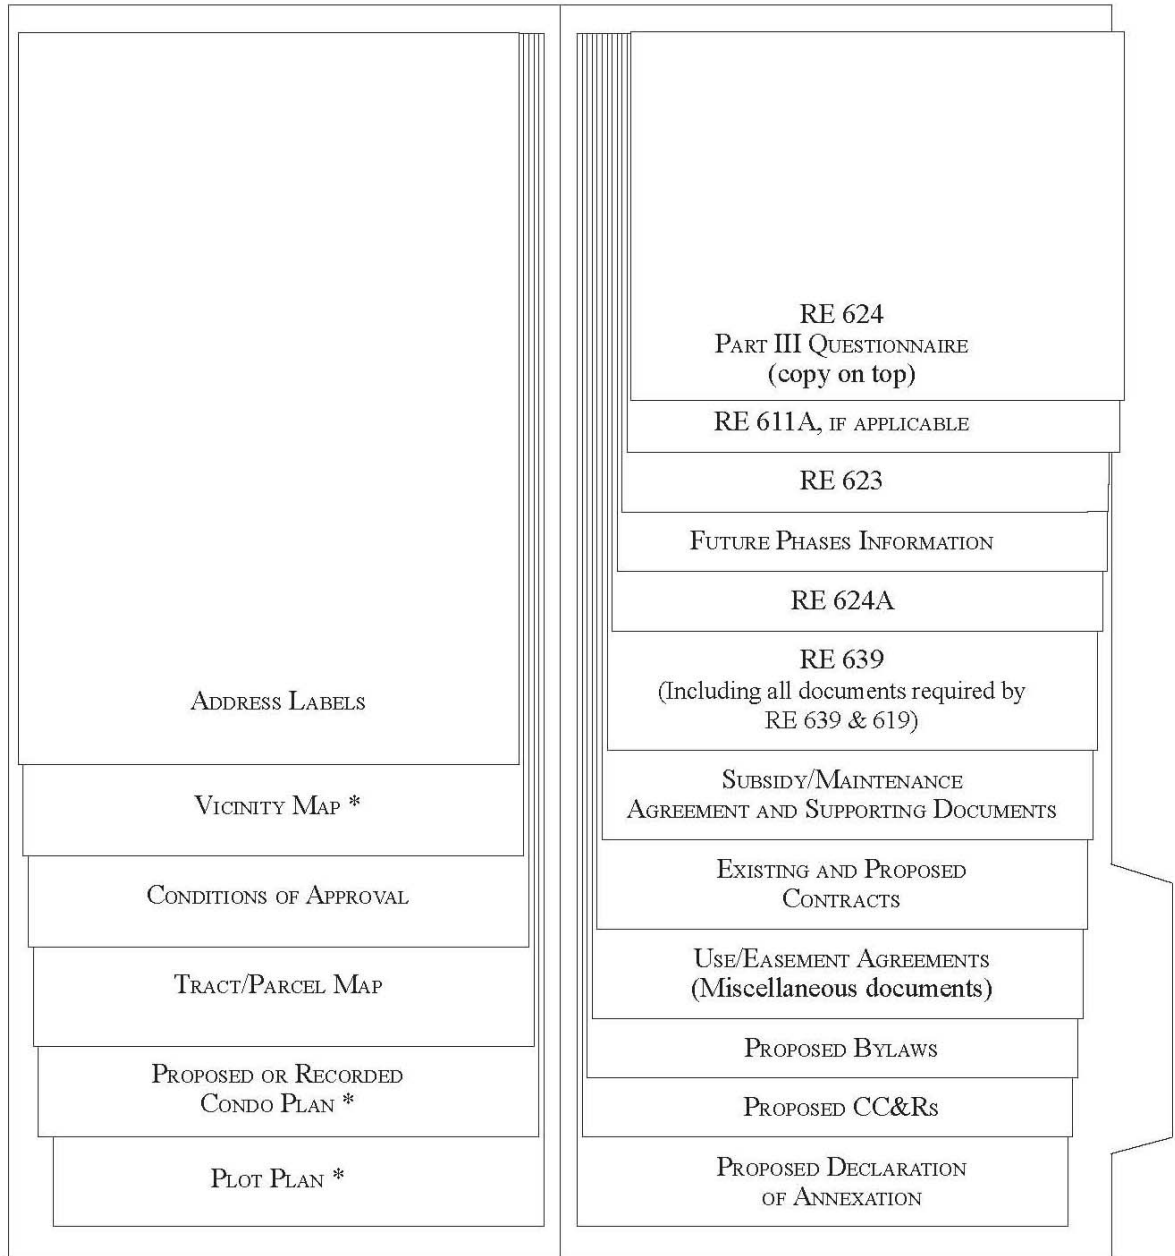 ADDRESS LABELS
VICINITY MAP *
CONDITIONS OF APPROVAL
TRACT/PARCEL MAP
PROPOSED OR RECORDED
CONDO PLAN *
PLOT PLAN *
RE 624
PART III QUESTIONNAIRE
(copy on top)
RE 611A, IF APPLICABLE
RE 623
FUTURE PHASES INFORMATION
RE 624A
RE 639
(Including all documents required by
RE 639 & 619)
SUBSIDY/MAINTENANCE
AGREEMENT AND SUPPORTING DOCUMENTS
EXISTING AND PROPOSED
CONTRACTS
USE/EASEMENT AGREEMENTS
(Miscellaneous documents)
PROPOSED BYLAWS
PROPOSED CC&RS
PROPOSED DECLARATION
OF ANNEXATION